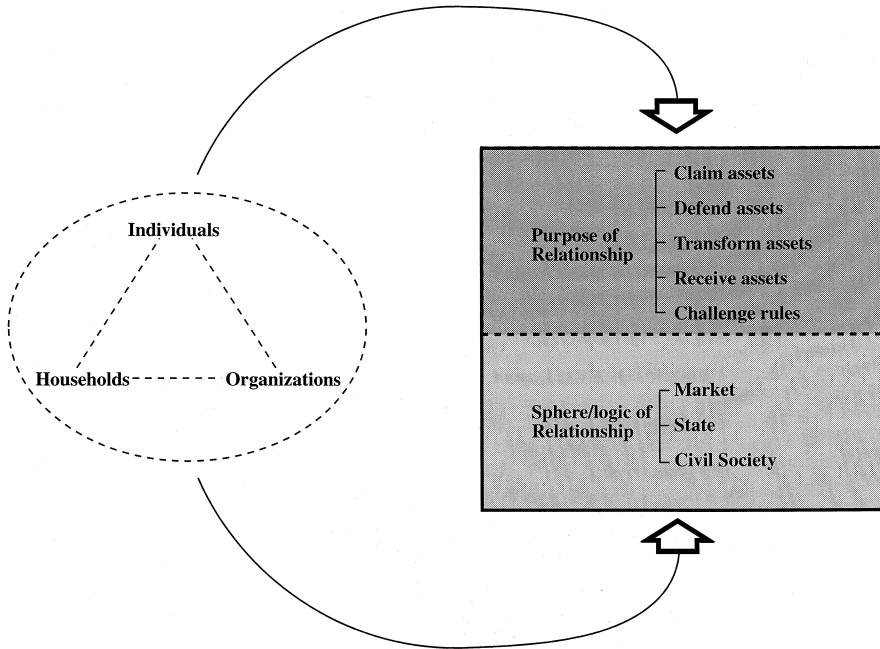 Individuals
Households
Organizations
Purpose of
Relationship
Claim assets
Defend assets
Transform assets
Receive assets
Challenge rules
Sphere/logic of
Relationship
Market
State
Civil Society